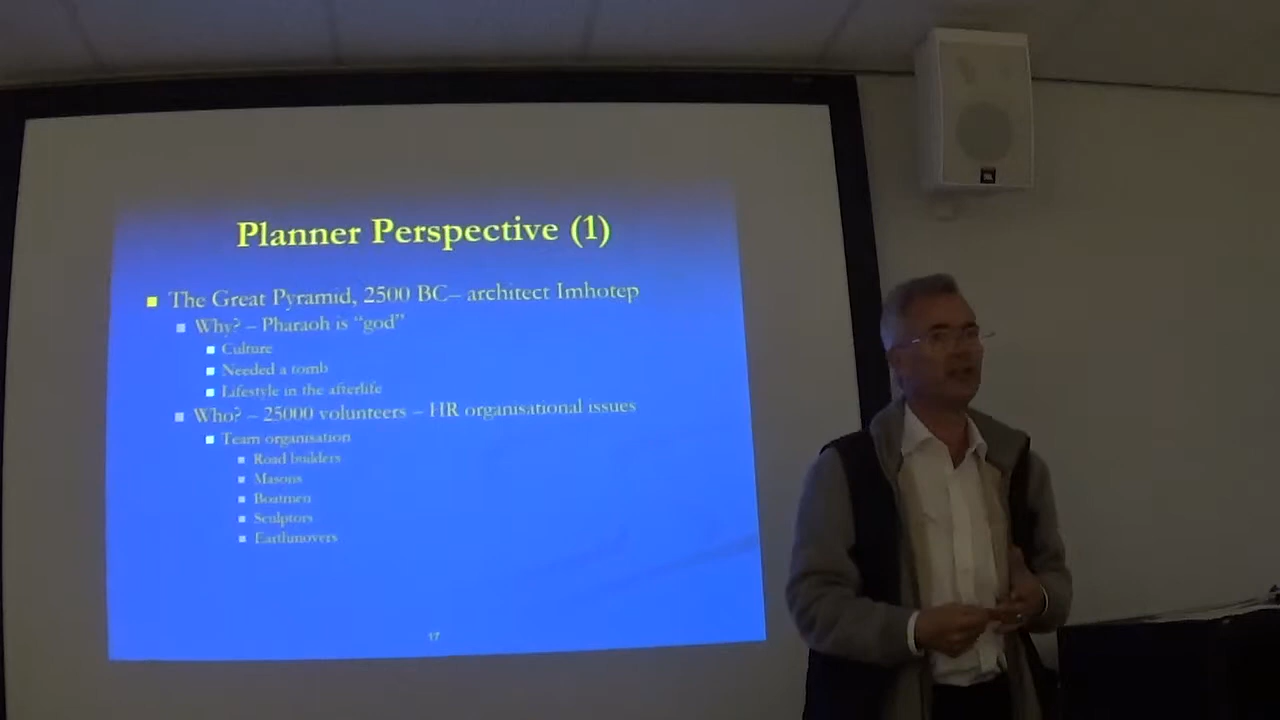 Planner Perspective (1)
The Great Pyramid, 2500 BC– architect Imhotep
Why? – Pharaoh is “god”
Culture
Needed a tomb
Lifestyle in the afterlife
Who? – 25000 volunteers – HR organisational issues
Team organisation
Road builders
Masons
Boatmen
Sculptors
Earthmovers
17
JBL